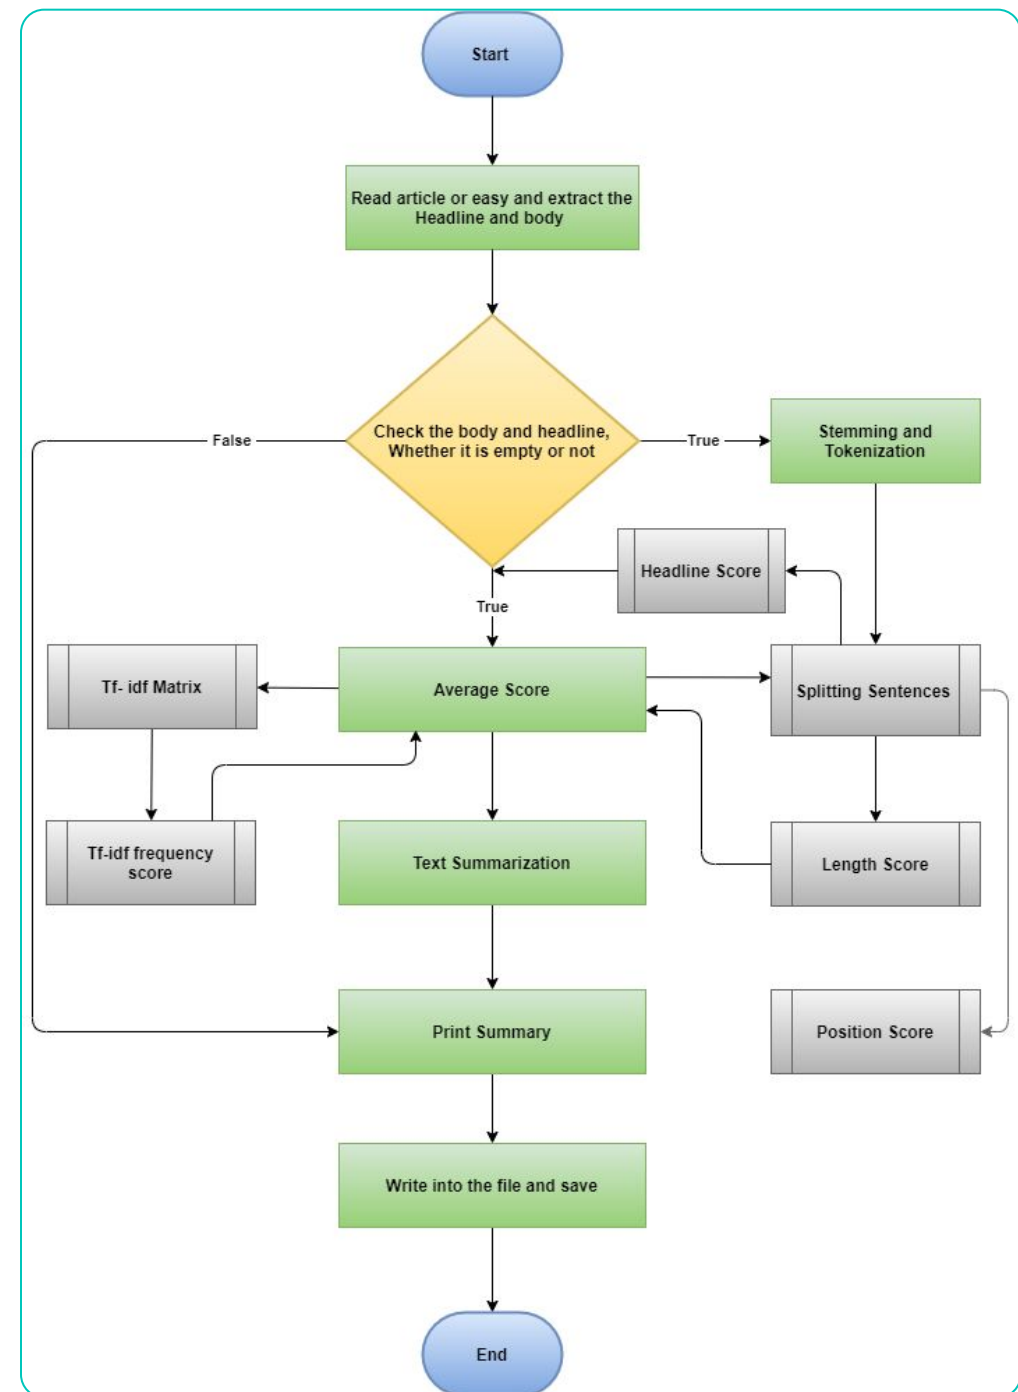 Start
Read article or easy and extract the
Headline and body
Check the body and headline,
Whether it is empty or not
False
True
Stemming and
Tokenization
Headline Score
True
Tf- idf Matrix
Average Score
Splitting Sentences
Tf-idf frequency
score
Text Summarization
Length Score
Print Summary
Position Score
Write into the file and save
End